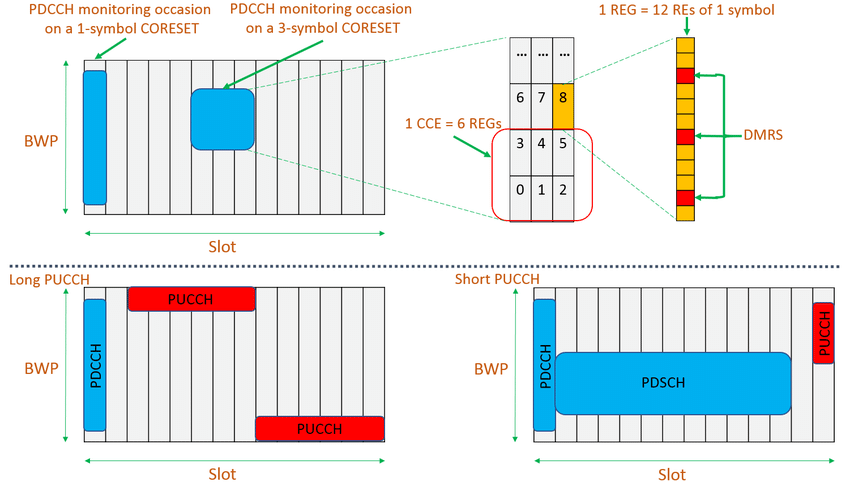 PDCCH monitoring occasion
on a 1-symbol CORESET
PDCCH monitoring occasion
on a 3-symbol CORESET
1 REG = 12 REs of 1 symbol
BWP
Slot
1 CCE = 6 REGs
... ... ...
6 7 8
3 4 5
0 1 2
DMRS
Long PUCCH
BWP
PDCCH
PUCCH
PUCCH
Slot
Short PUCCH
BWP
PDCCH
PDSCH
PUCCH
Slot